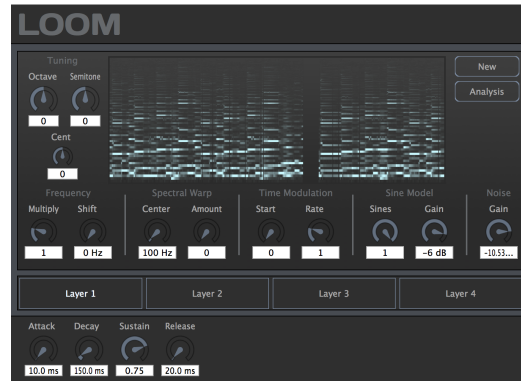 LOOM
Tuning
Octave Semitone
0 0
Cent
0
New
Analysis
Frequency Spectral Warp Time Modulation Sine Model Noise
Multiply Shift Center Amount Start Rate Sines Gain Gain
1 0 Hz 100 Hz 0 0 1 1 -6 dB -10.53...
Layer 1 Layer 2 Layer 3 Layer 4
Attack Decay Sustain Release
10.0 ms 150.0 ms 0.75 20.0 ms